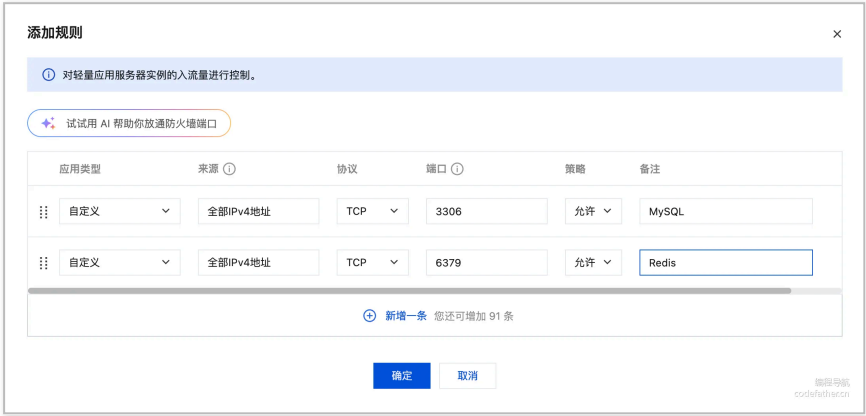 添加规则
对轻量应用服务器实例的入流量进行控制。
试试用 AI 帮助你放通防火墙端口
应用类型 来源 协议 端口 策略 备注
自定义 全部IPv4地址 TCP 3306 允许 MySQL
自定义 全部IPv4地址 TCP 6379 允许 Redis
新增一条 您还可增加 91 条
确定 取消
编程导航
codefather.cn